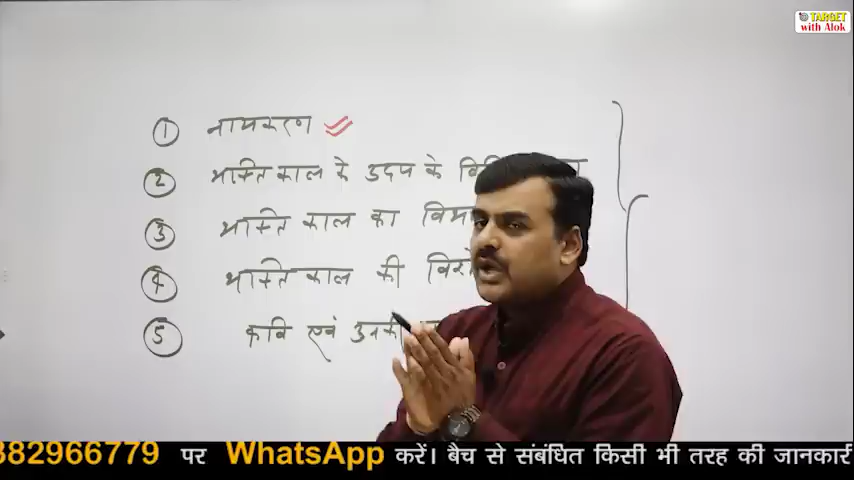 TARGET
with Alok
① नामकरण
② भक्ति काल के उदय के
③ भक्ति काल का
④ भक्ति काल की
⑤ कवि एवं उनकी
382966779 पर WhatsApp करें। बैच से संबंधित किसी भी तरह की जानकार